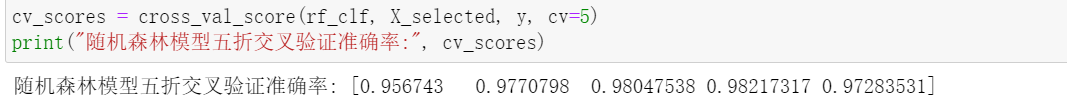 cv_scores = cross_val_score(rf_clf, X_selected, y, cv=5)
print("随机森林模型五折交叉验证准确率:", cv_scores)
随机森林模型五折交叉验证准确率: [0.956743   0.9770798  0.98047538 0.98217317 0.97283531]